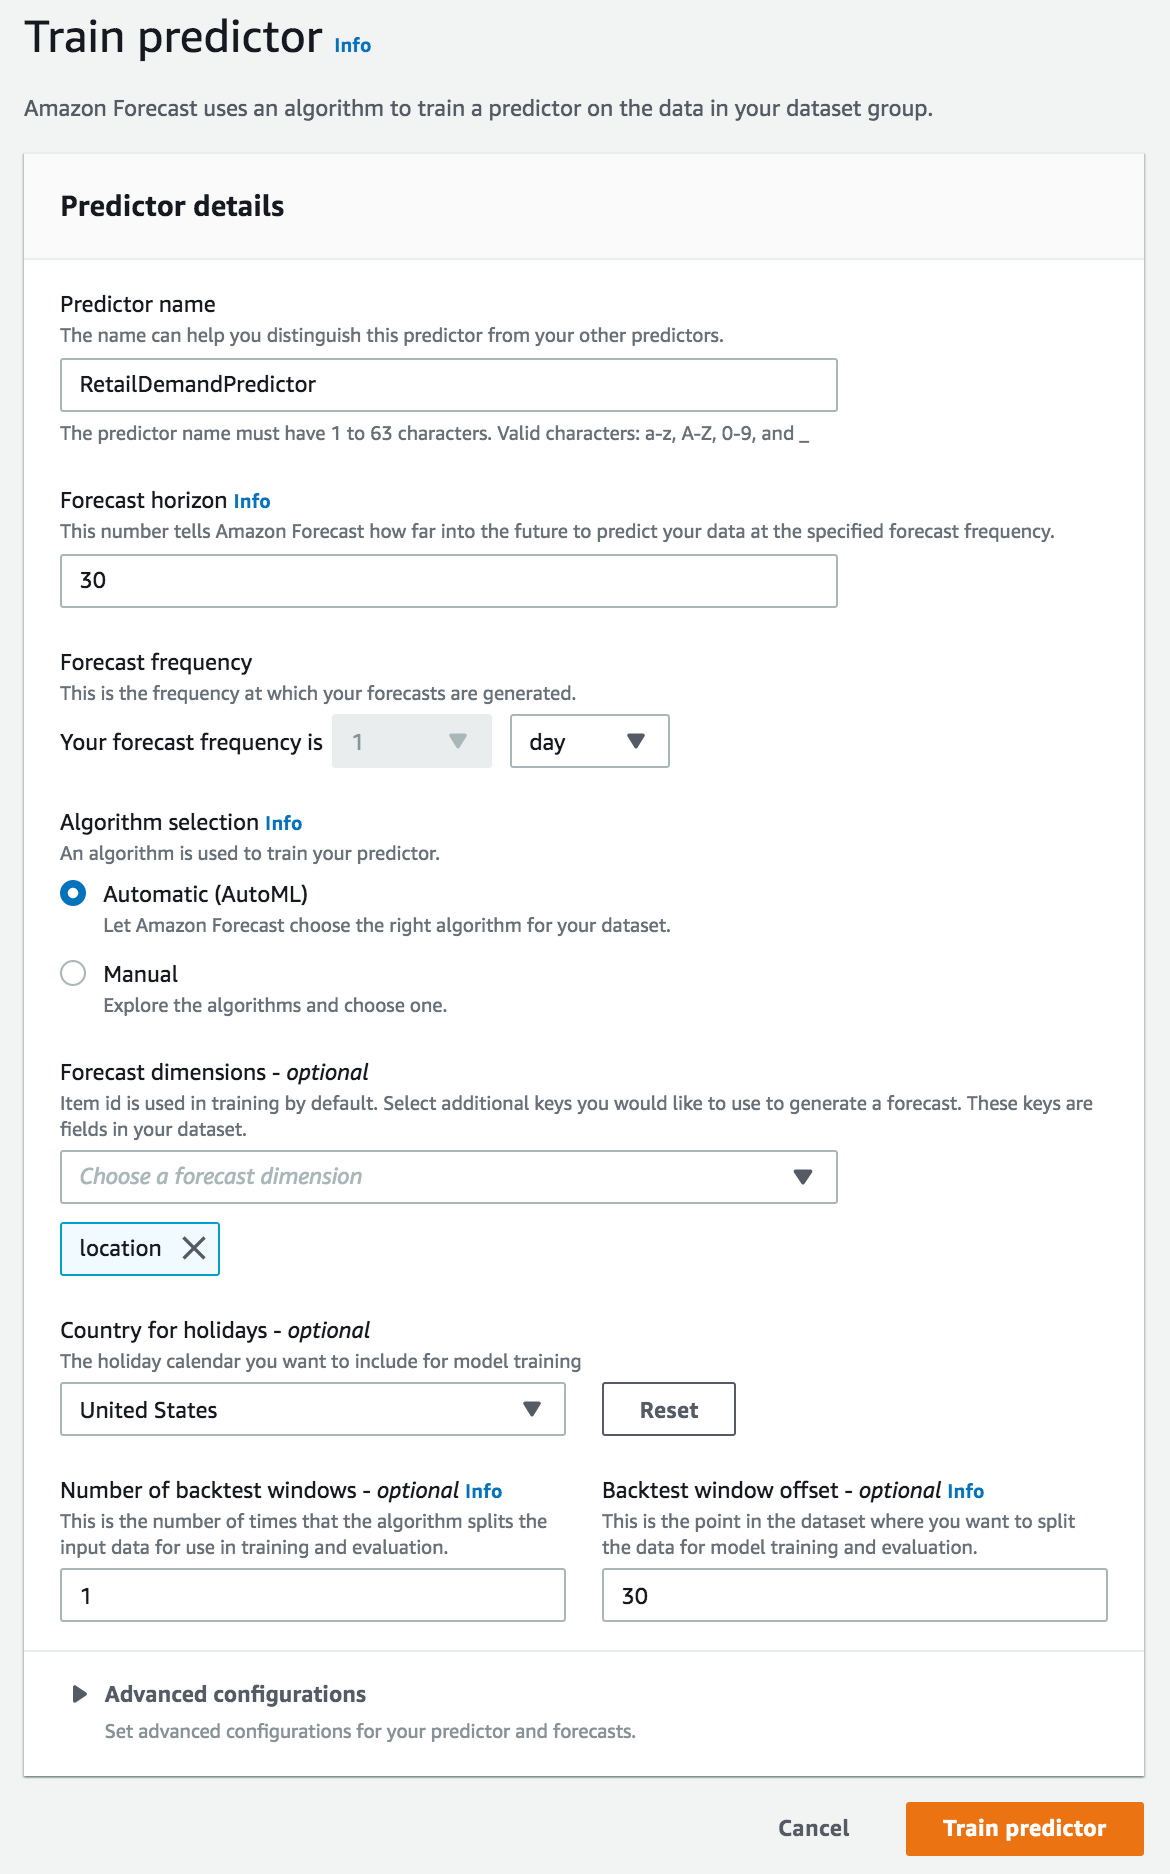 Train predictor Info
Amazon Forecast uses an algorithm to train a predictor on the data in your dataset group.
Predictor details
Predictor name
The name can help you distinguish this predictor from your other predictors.
RetailDemandPredictor
The predictor name must have 1 to 63 characters. Valid characters: a-z, A-Z, 0-9, and _
Forecast horizon Info
This number tells Amazon Forecast how far into the future to predict your data at the specified forecast frequency.
30
Forecast frequency
This is the frequency at which your forecasts are generated.
Your forecast frequency is 1 day
Algorithm selection Info
An algorithm is used to train your predictor.
Automatic (AutoML)
Let Amazon Forecast choose the right algorithm for your dataset.
Manual
Explore the algorithms and choose one.
Forecast dimensions - optional
Item id is used in training by default. Select additional keys you would like to use to generate a forecast. These keys are
fields in your dataset.
Choose a forecast dimension
location
Country for holidays - optional
The holiday calendar you want to include for model training
United States
Reset
Number of backtest windows - optional Info
This is the number of times that the algorithm splits the
input data for use in training and evaluation.
1
Backtest window offset - optional Info
This is the point in the dataset where you want to split
the data for model training and evaluation.
30
Advanced configurations
Set advanced configurations for your predictor and forecasts.
Cancel
Train predictor